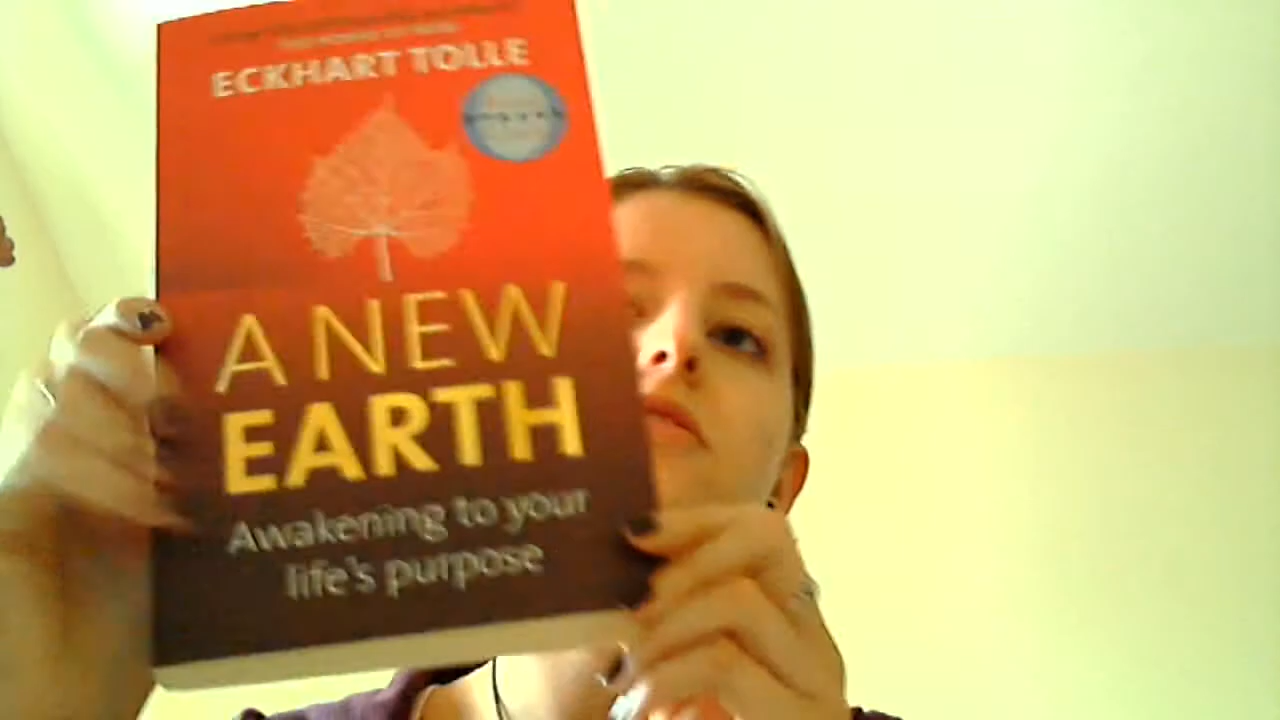 ECKHART TOLLE
A NEW
EARTH
Awakening to your
life's purpose